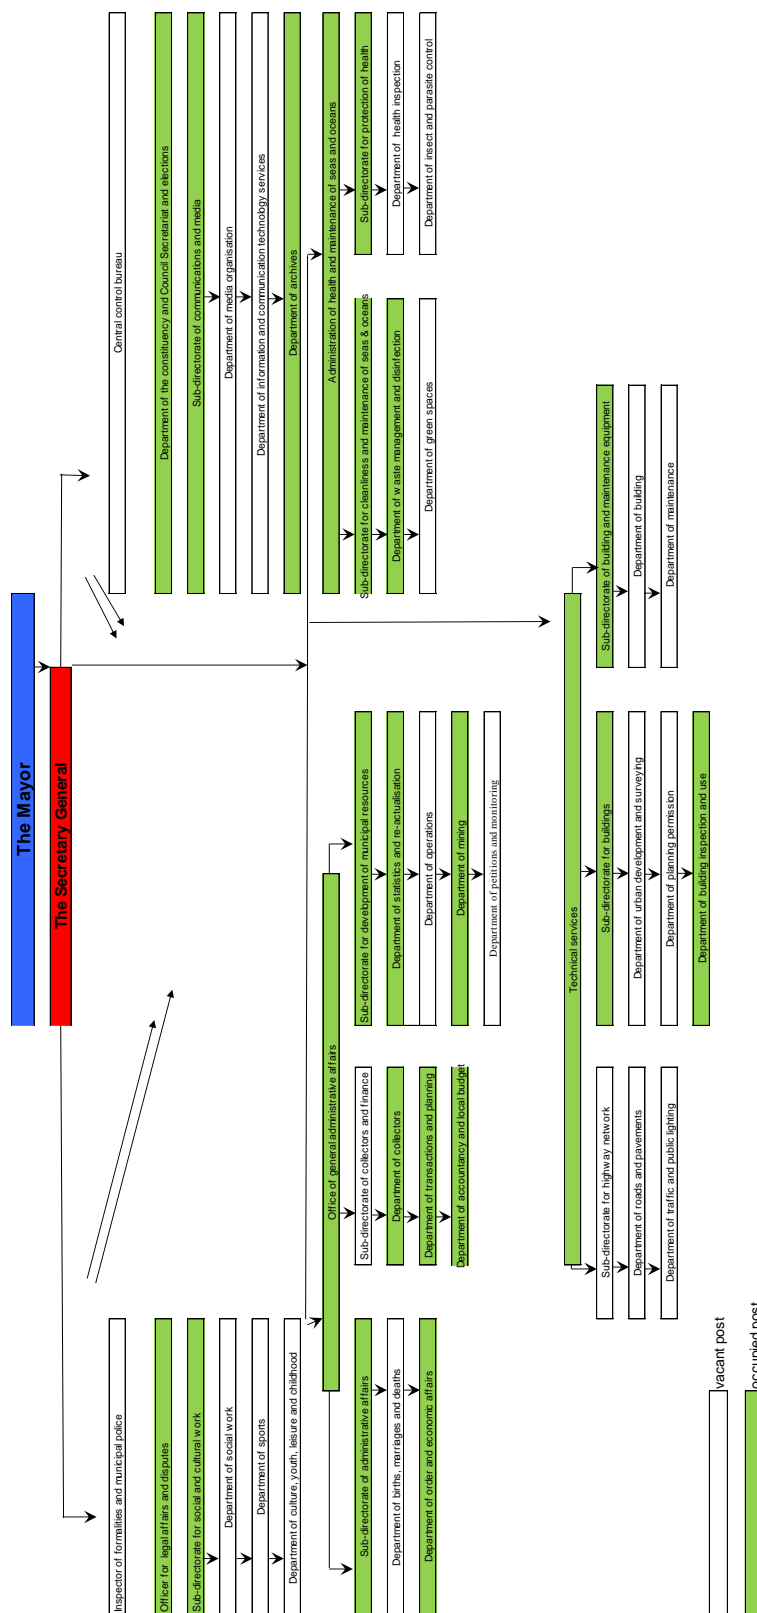 The Mayor
The Secretary General
Inspector of formalities and municipal police
Central control bureau
Officer for legal affairs and disputes
Department of the constituency and Council Secretariat and elections
Sub-directorate for social and cultural work
Sub-directorate of communications and media
Department of social work
Department of media organisation
Department of sports
Department of information and communication technology services
Department of culture, youth, leisure and childhood
Department of archives
Office of general administrative affairs
Administration of health and maintenance of seas and oceans
Sub-directorate of administrative affairs
Sub-directorate of collectors and finance
Sub-directorate for development of municipal resources
Sub-directorate for cleanliness and maintenance of seas & oceans
Sub-directorate for protection of health
Department of births, marriages and deaths
Department of collectors
Department of statistics and re-actualisation
Department of waste management and disinfection
Department of health inspection
Department of order and economic affairs
Department of transactions and planning
Department of operations
Department of green spaces
Department of insect and parasite control
Department of accountancy and local budget
Department of mining
Department of petitions and monitoring
Technical services
Sub-directorate for highway network
Sub-directorate for buildings
Sub-directorate of building and maintenance equipment
Department of roads and pavements
Department of urban development and surveying
Department of building
Department of traffic and public lighting
Department of planning permission
Department of maintenance
Department of building inspection and use
vacant post
occupied post